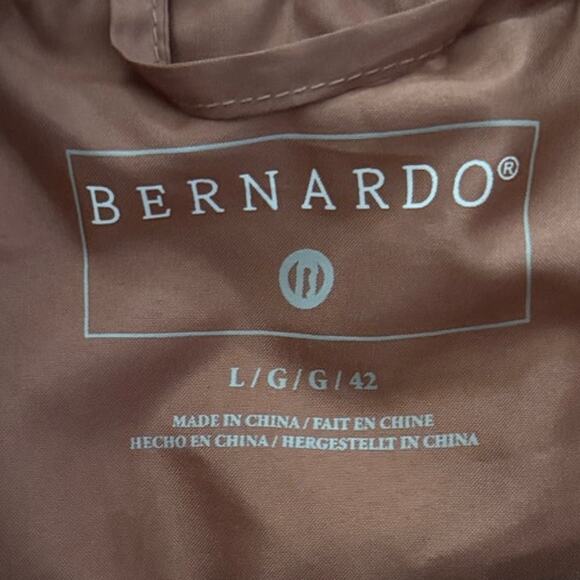 BERNARDO®
L/G/G/42
MADE IN CHINA / FAIT EN CHINE
HECHO EN CHINA / HERGESTELLT IN CHINA